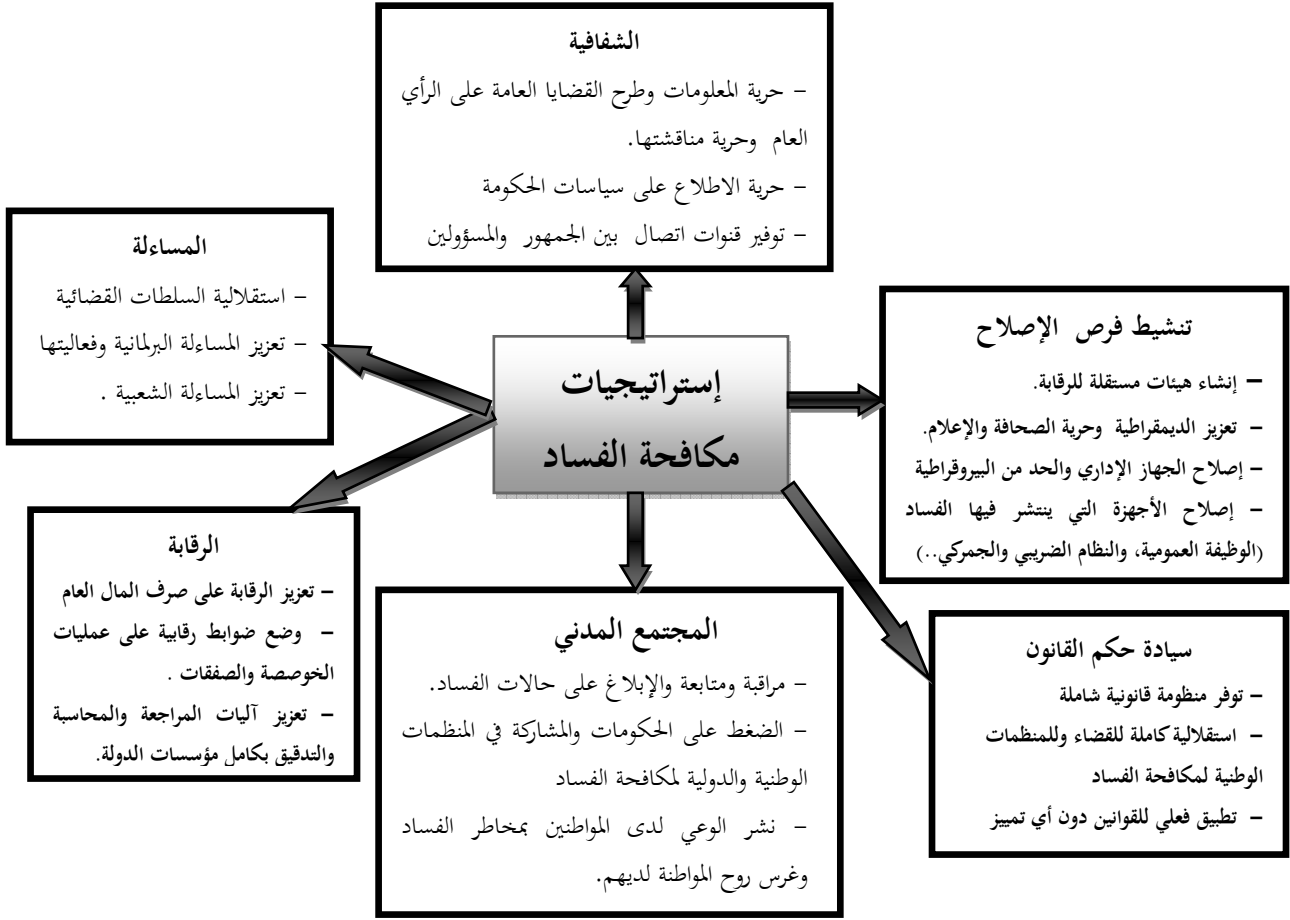 الشفافية
– حرية المعلومات وطرح القضايا العامة على الرأي
العام وحرية مناقشتها.
– حرية الاطلاع على سياسات الحكومة
– توفير قنوات اتصال بين الجمهور والمسؤولين
المساءلة
– استقلالية السلطات القضائية
– تعزيز المساءلة البرلمانية وفعاليتها
– تعزيز المساءلة الشعبية .
إستراتيجيات
مكافحة الفساد
تنشيط فرص الإصلاح
– إنشاء هيئات مستقلة للرقابة.
– تعزيز الديمقراطية وحرية الصحافة والإعلام.
– إصلاح الجهاز الإداري والحد من البيروقراطية
– إصلاح الأجهزة التي ينتشر فيها الفساد
(الوظيفة العمومية، والنظام الضريبي والجمركي..)
الرقابة
– تعزيز الرقابة على صرف المال العام
– وضع ضوابط رقابية على عمليات
الخوصصة والصفقات .
– تعزيز آليات المراجعة والمحاسبة
والتدقيق بكامل مؤسسات الدولة.
المجتمع المدني
– مراقبة ومتابعة والإبلاغ على حالات الفساد.
– الضغط على الحكومات والمشاركة في المنظمات
الوطنية والدولية لمكافحة الفساد
– نشر الوعي لدى المواطنين بمخاطر الفساد
وغرس روح المواطنة لديهم.
سيادة حكم القانون
– توفر منظومة قانونية شاملة
– استقلالية كاملة للقضاء وللمنظمات
الوطنية لمكافحة الفساد
– تطبيق فعلي للقوانين دون أي تمييز